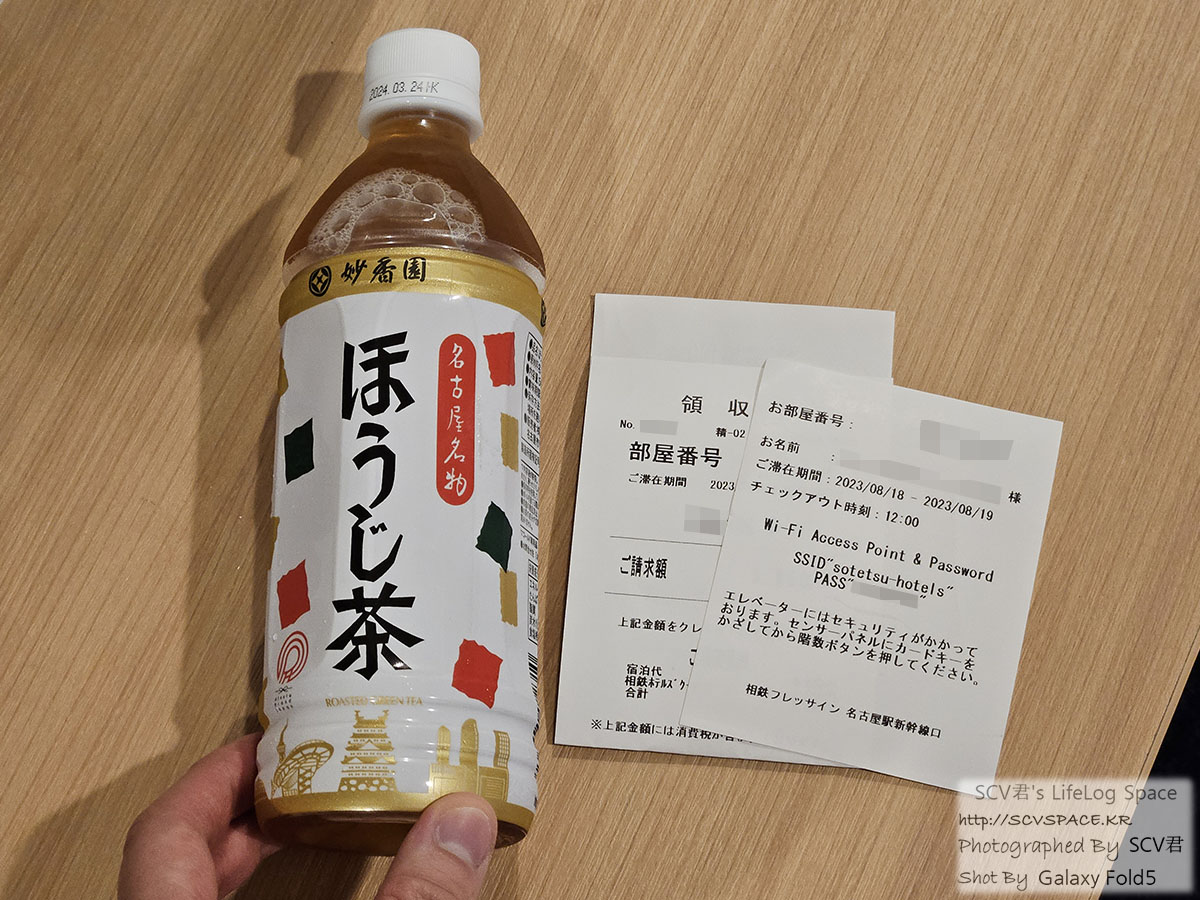 2024.03.24 IK
妙香園
名古屋名物
ほうじ茶
ROASTED GREEN TEA
領収
No.
精-02
部屋番号
ご滞在期間 2023
ご請求額
上記金額をクレ
宿泊代
合計
※上記金額には消費税が含ま
お部屋番号:
お名前 :
様
ご滞在期間:2023/08/18 - 2023/08/19
チェックアウト時刻:12:00
Wi-Fi Access Point & Password
SSID"sotetsu-hotels"
PASS" "
エレベーターにはセキュリティがかかって
おります。センサーパネルにカードキーを
かざしてから階数ボタンを押してください。
相鉄フレッサイン 名古屋駅新幹線口
SCV君's LifeLog Space
http://SCVSPACE.KR
Photographed By SCV君
Shot By Galaxy Fold5